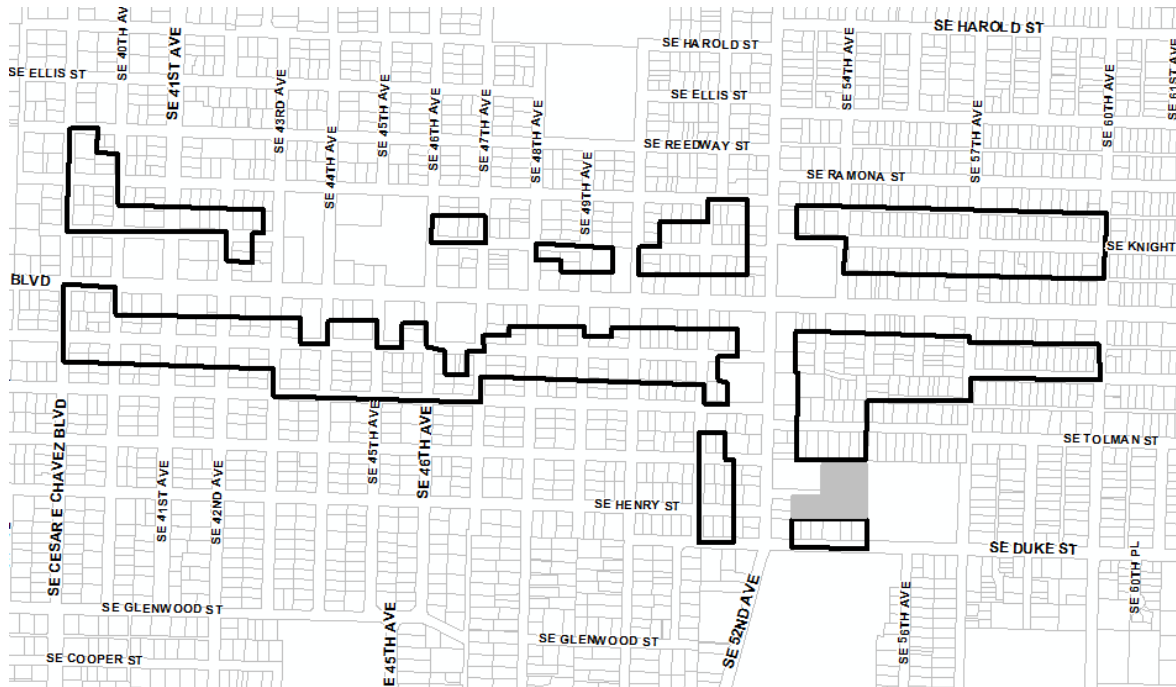 SE HAROLD ST
SE HAROLD ST
SE 40TH AV
SE 41ST AVE
SE 54TH AVE
SE 60TH AVE
SE 61ST AVE
SE ELLIS ST
SE 43RD AVE
SE 45TH AVE
SE 46TH AVE
SE 47TH AVE
SE 48TH AVE
SE ELLIS ST
SE 57TH AVE
SE 44TH AVE
SE 49TH AVE
SE REEDWAY ST
SE RAMONA ST
SE KNIGHT
BLVD
SE CESAR E CHAVEZ BLVD
SE 45TH AVE
SE 46TH AVE
SE TOLMAN ST
SE 41ST AVE
SE 42ND AVE
SE HENRY ST
SE DUKE ST
SE 60TH PL
SE GLENWOOD ST
E 45TH AVE
SE GLENWOOD ST
SE 52ND AVE
SE 56TH AVE
SE COOPER ST